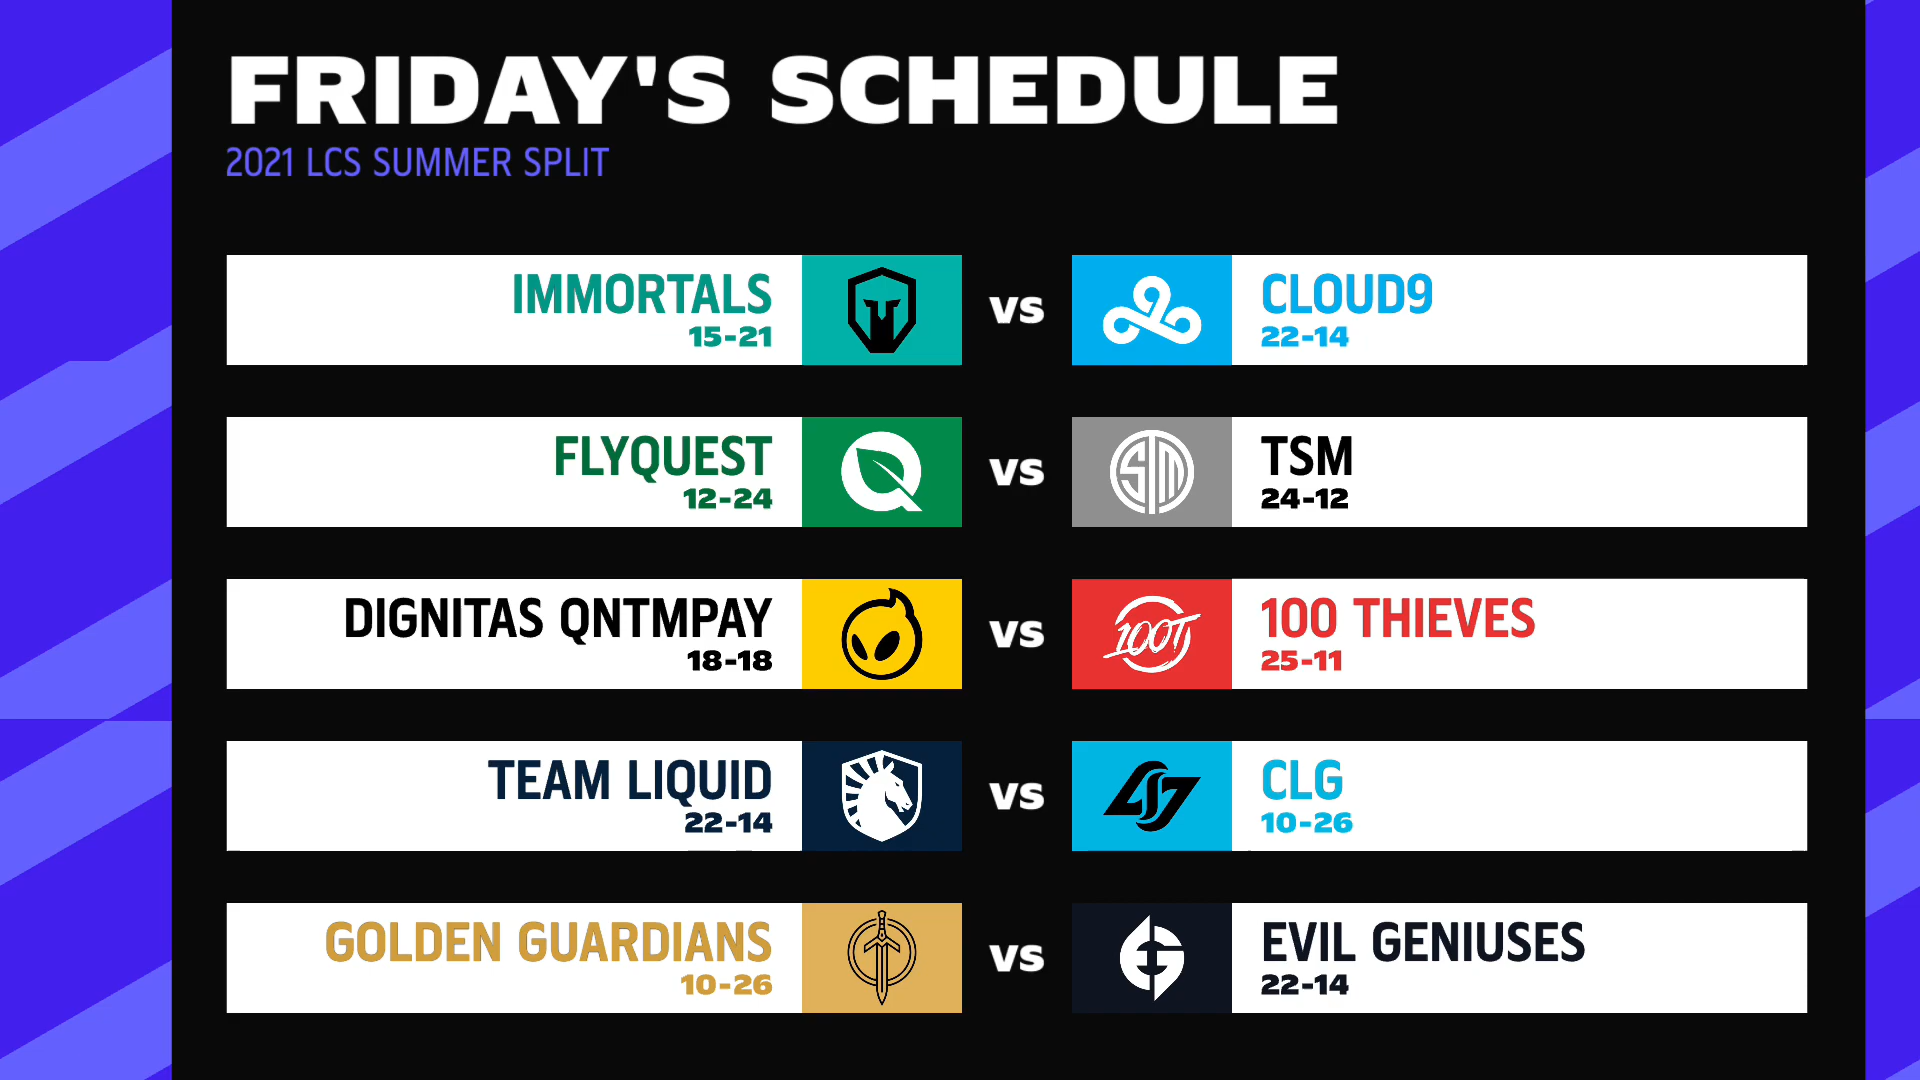 FRIDAY'S SCHEDULE
2021 LCS SUMMER SPLIT
IMMORTALS
15-21
VS
CLOUD9
22-14
FLYQUEST
12-24
VS
TSM
TSM
24-12
DIGNITAS QNTMPAY
18-18
VS
100T
100 THIEVES
25-11
TEAM LIQUID
22-14
VS
CLG
10-26
GOLDEN GUARDIANS
10-26
VS
EVIL GENIUSES
22-14